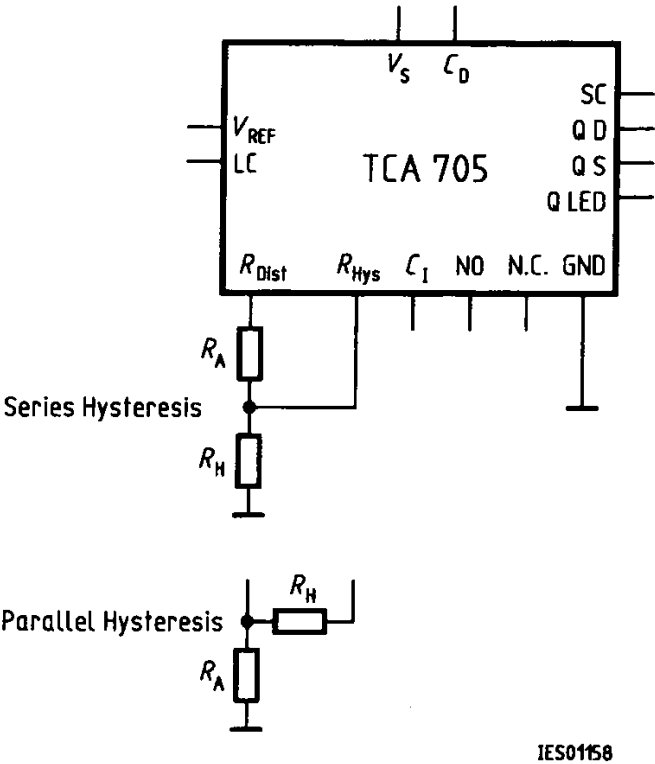 V_S C_D
SC
V_REF Q D
LC TCA 705 Q S
Q LED
R_Dist R_Hys C_I NO N.C. GND
R_A
Series Hysteresis
R_H
R_H
Parallel Hysteresis
R_A
IES01158